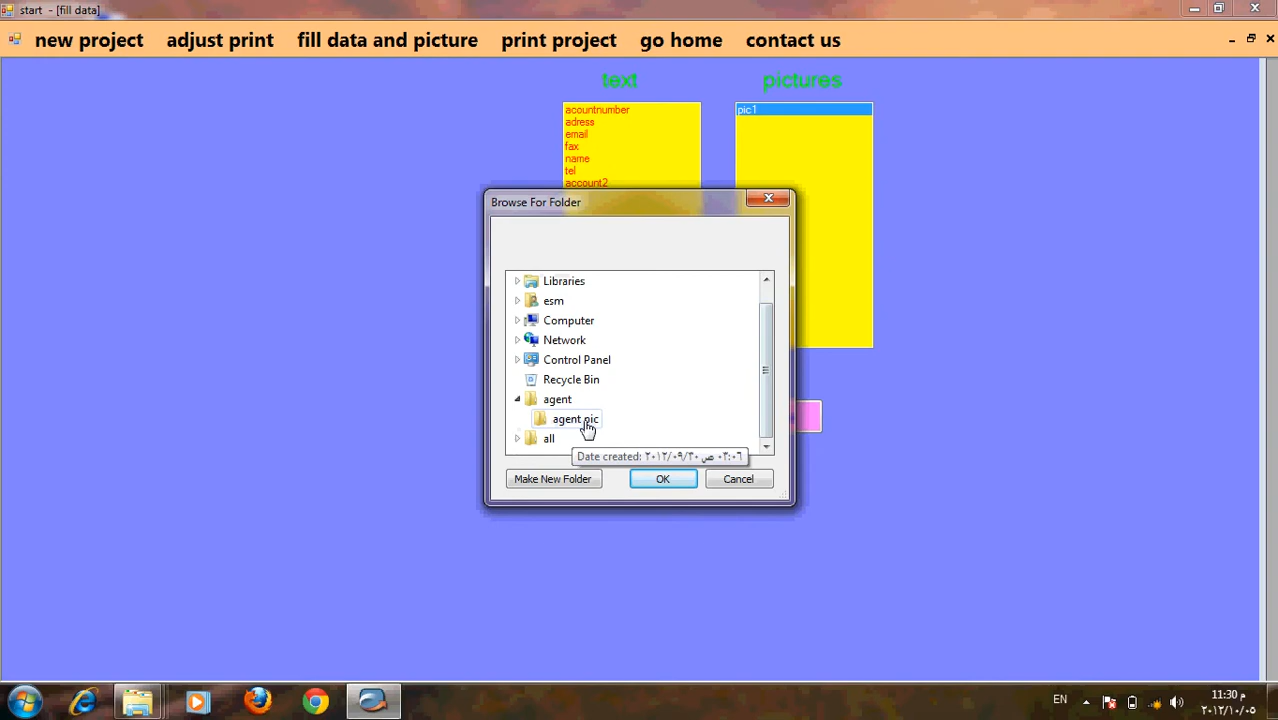 start - [fill data]
new project adjust print fill data and picture print project go home contact us
text pictures
acountnumber
adress
email
fax
name
tel
account2
pic1
Browse For Folder
Libraries
esm
Computer
Network
Control Panel
Recycle Bin
agent
agent pic
all
Date created: ٢٠١٢/٠٩/٣٠ ص ٠٣:٠٦
Make New Folder OK Cancel
EN
11:30 م
٢٠١٢/١٠/٠٥